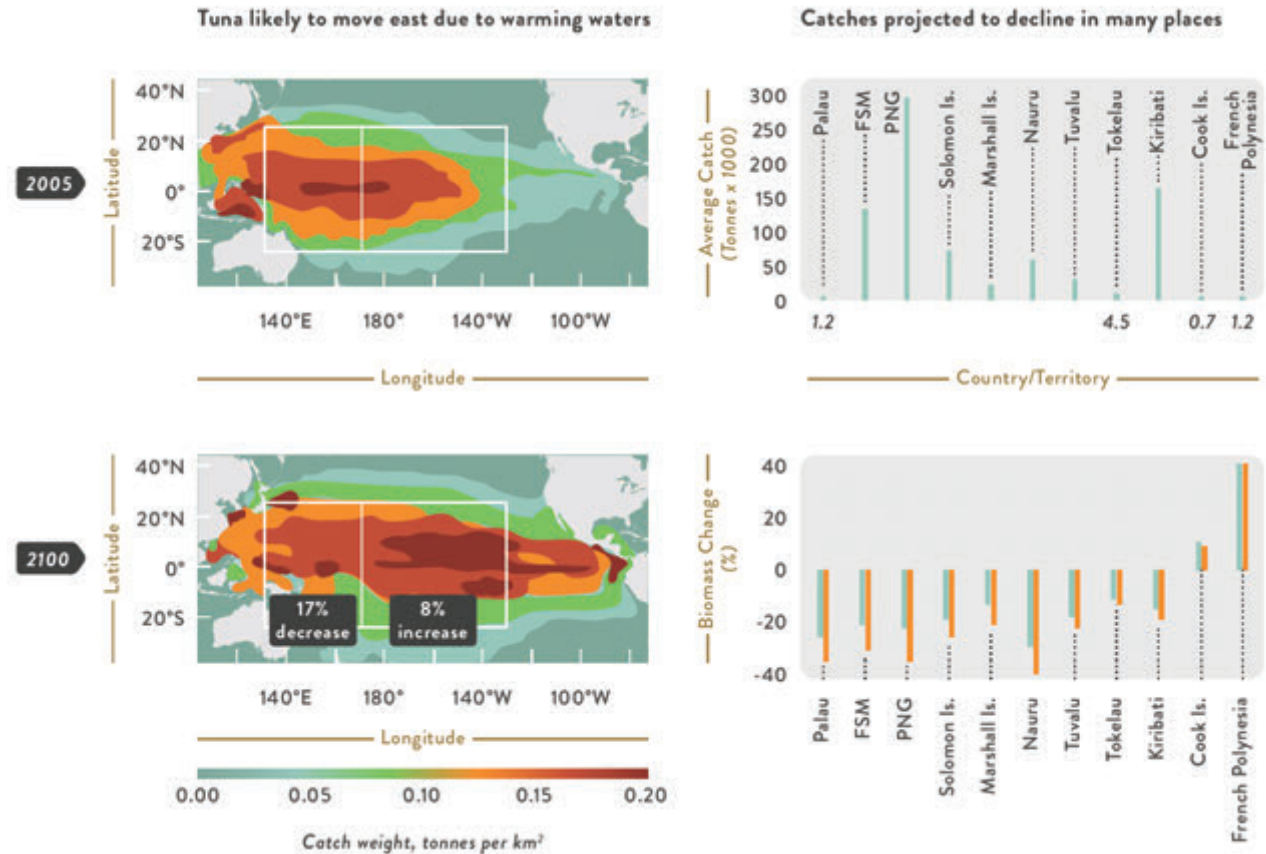 Tuna likely to move east due to warming waters
2005
Latitude
40°N
20°N
0°
20°S
140°E 180° 140°W 100°W
Longitude
2100
Latitude
40°N
20°N
0°
20°S
17%
decrease
8%
increase
140°E 180° 140°W 100°W
Longitude
0.00 0.05 0.10 0.15 0.20
Catch weight, tonnes per km²
Catches projected to decline in many places
Average Catch
(Tonnes x 1000)
300
250
200
150
100
50
0
Palau
FSM
PNG
Solomon Is.
Marshall Is.
Nauru
Tuvalu
Tokelau
Kiribati
Cook Is.
French
Polynesia
1.2 4.5 0.7 1.2
Country/Territory
Biomass Change
(%)
40
20
0
-20
-40
Palau
FSM
PNG
Solomon Is.
Marshall Is.
Nauru
Tuvalu
Tokelau
Kiribati
Cook Is.
French Polynesia